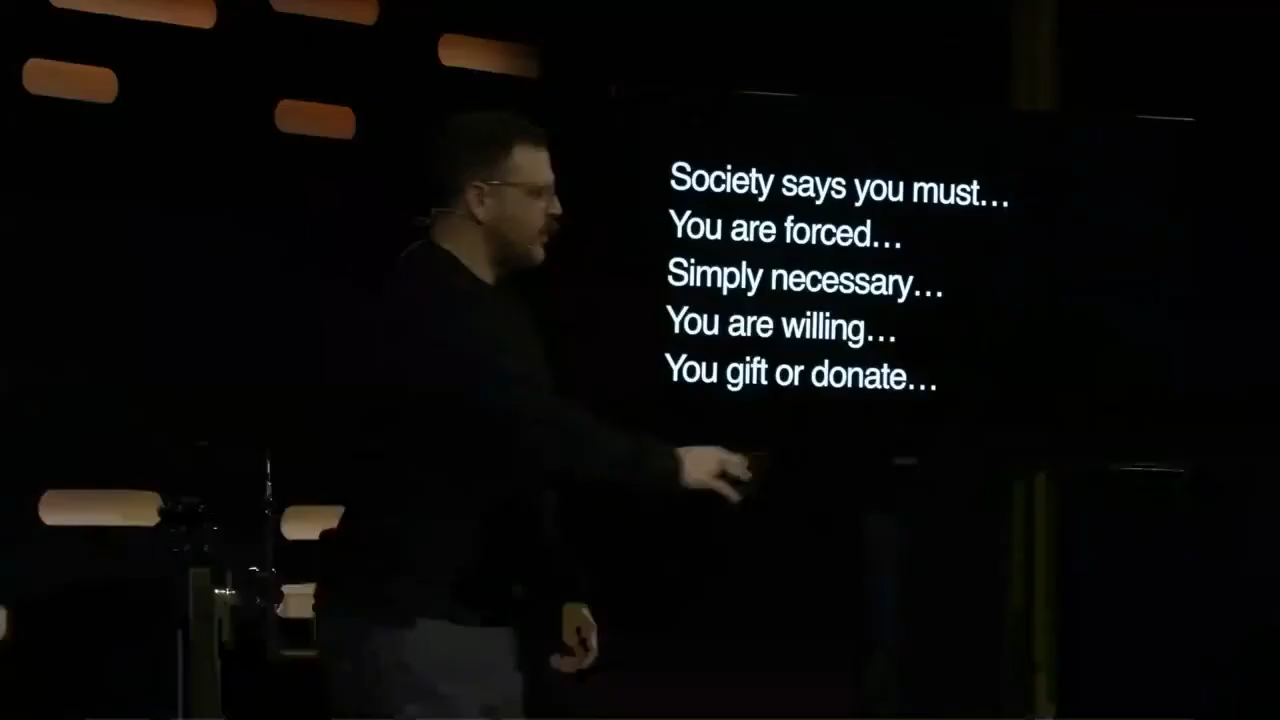 Society says you must...
You are forced...
Simply necessary...
You are willing...
You gift or donate...